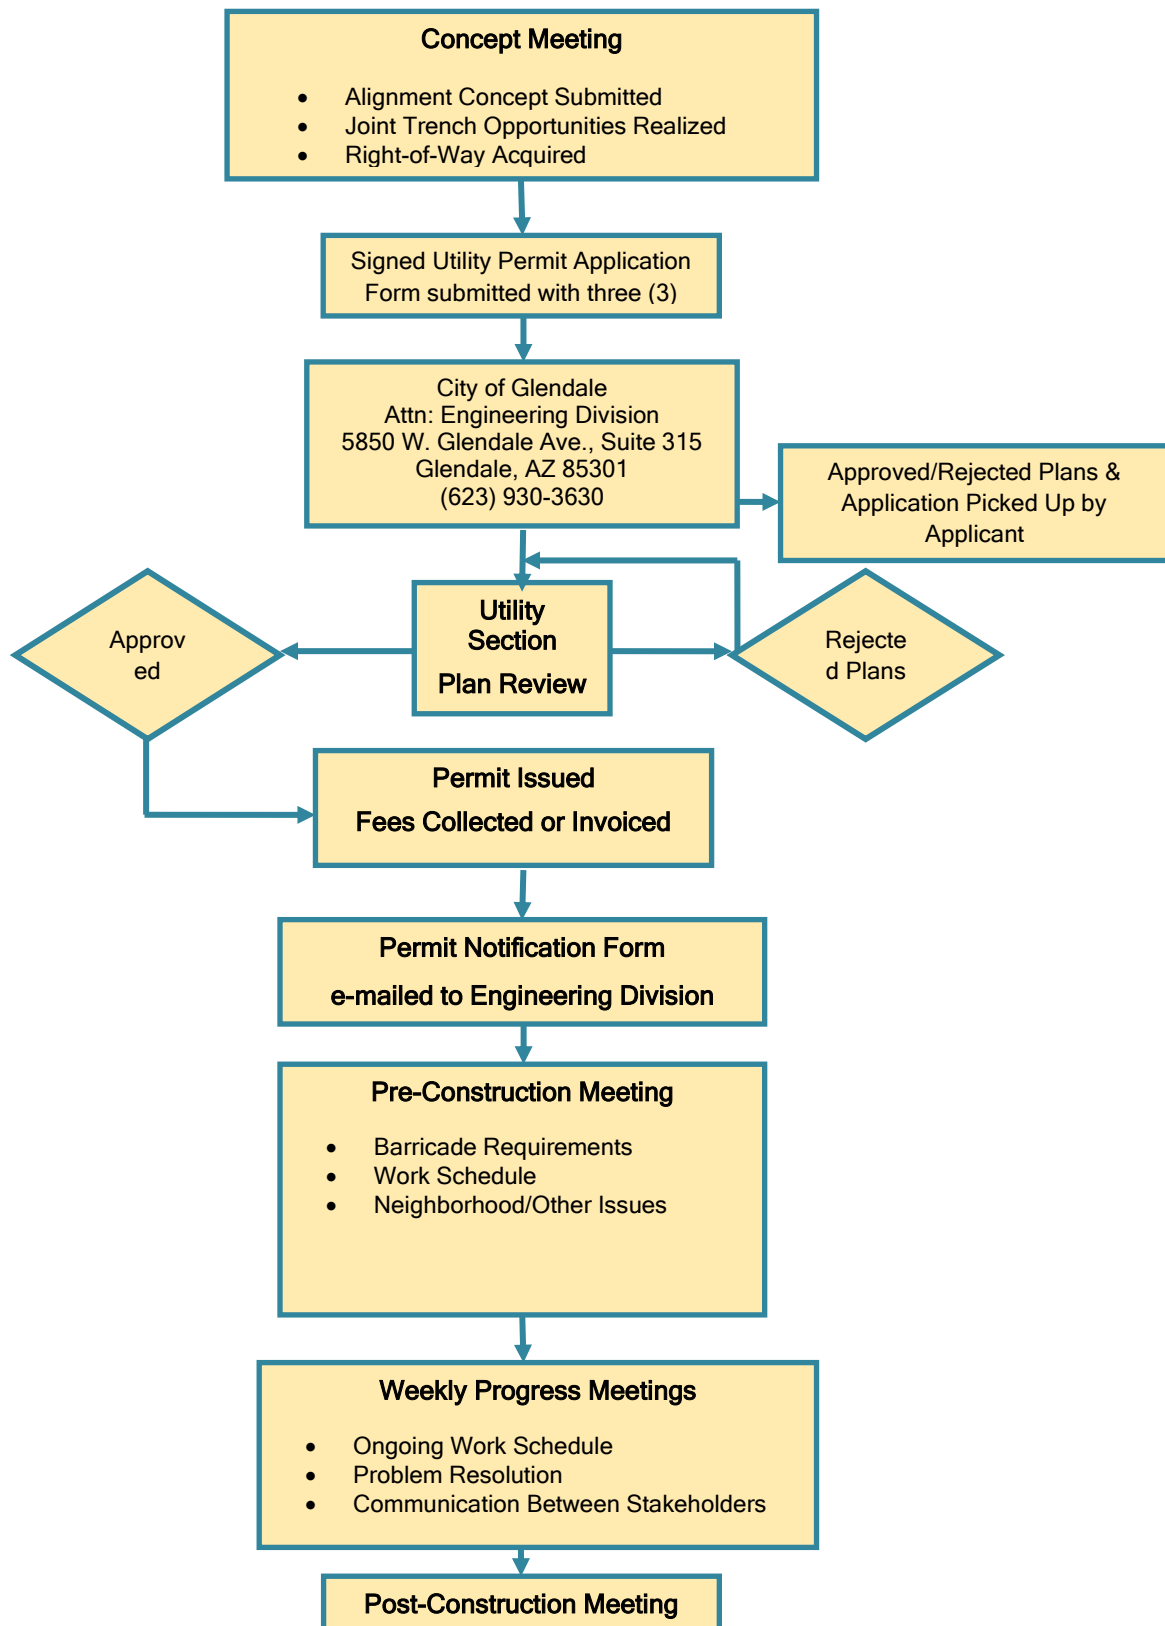 Concept Meeting
• Alignment Concept Submitted
• Joint Trench Opportunities Realized
• Right-of-Way Acquired
Signed Utility Permit Application
Form submitted with three (3)
City of Glendale
Attn: Engineering Division
5850 W. Glendale Ave., Suite 315
Glendale, AZ 85301
(623) 930-3630
Approved/Rejected Plans &
Application Picked Up by
Applicant
Utility
Section
Plan Review
Approv
ed
Rejecte
d Plans
Permit Issued
Fees Collected or Invoiced
Permit Notification Form
e-mailed to Engineering Division
Pre-Construction Meeting
• Barricade Requirements
• Work Schedule
• Neighborhood/Other Issues
Weekly Progress Meetings
• Ongoing Work Schedule
• Problem Resolution
• Communication Between Stakeholders
Post-Construction Meeting